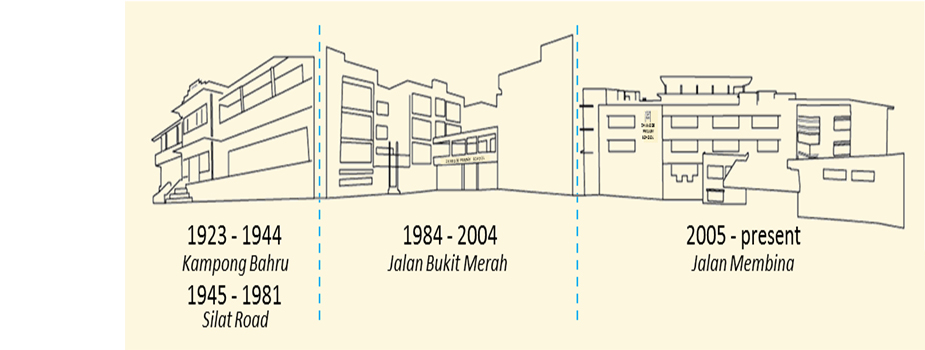 1923 - 1944
Kampong Bahru
1945 - 1981
Silat Road
1984 - 2004
Jalan Bukit Merah
2005 - present
Jalan Membina